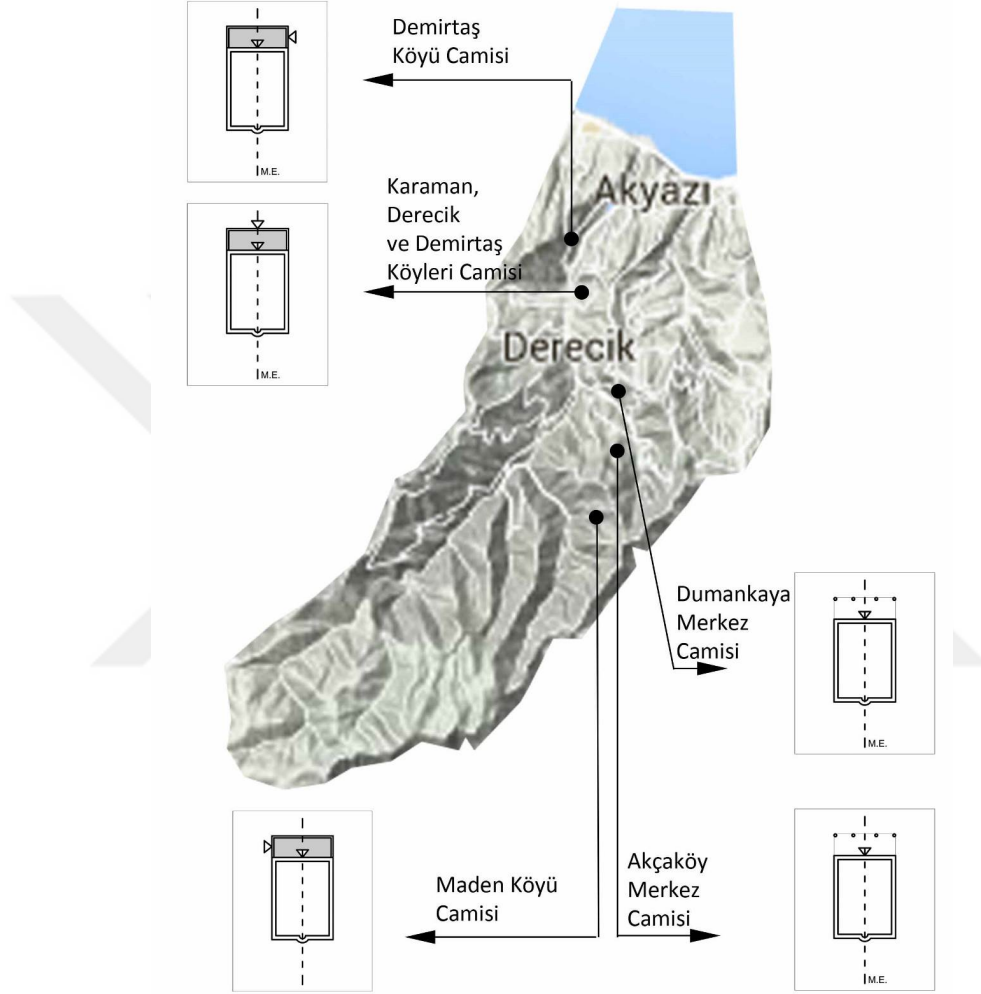 Demirtaş
Köyü Camisi
M.E.
Akyazı
Karaman,
Derecik
ve Demirtaş
Köyleri Camisi
M.E.
Derecik
Dumankaya
Merkez
Camisi
M.E.
Maden Köyü
Camisi
Akçaköy
Merkez
Camisi
M.E.